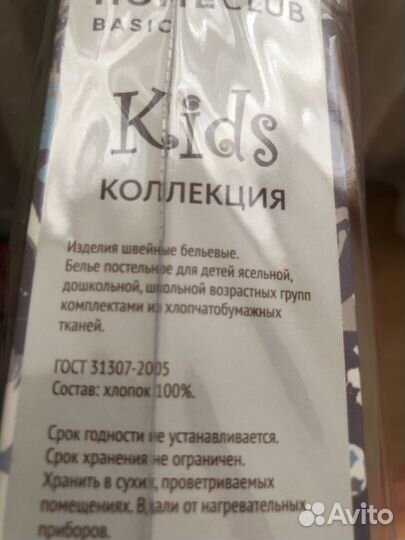 HOMECLUB
BASIC
Kids
КОЛЛЕКЦИЯ
Изделия швейные бельевые.
Белье постельное для детей ясельной,
дошкольной, школьной возрастных групп
комплектами из хлопчатобумажных
тканей.
ГОСТ 31307-2005
Состав: хлопок 100%.
Срок годности не устанавливается.
Срок хранения не ограничен.
Хранить в сухих, проветриваемых
помещениях. Вдали от нагревательных
приборов.
Avito